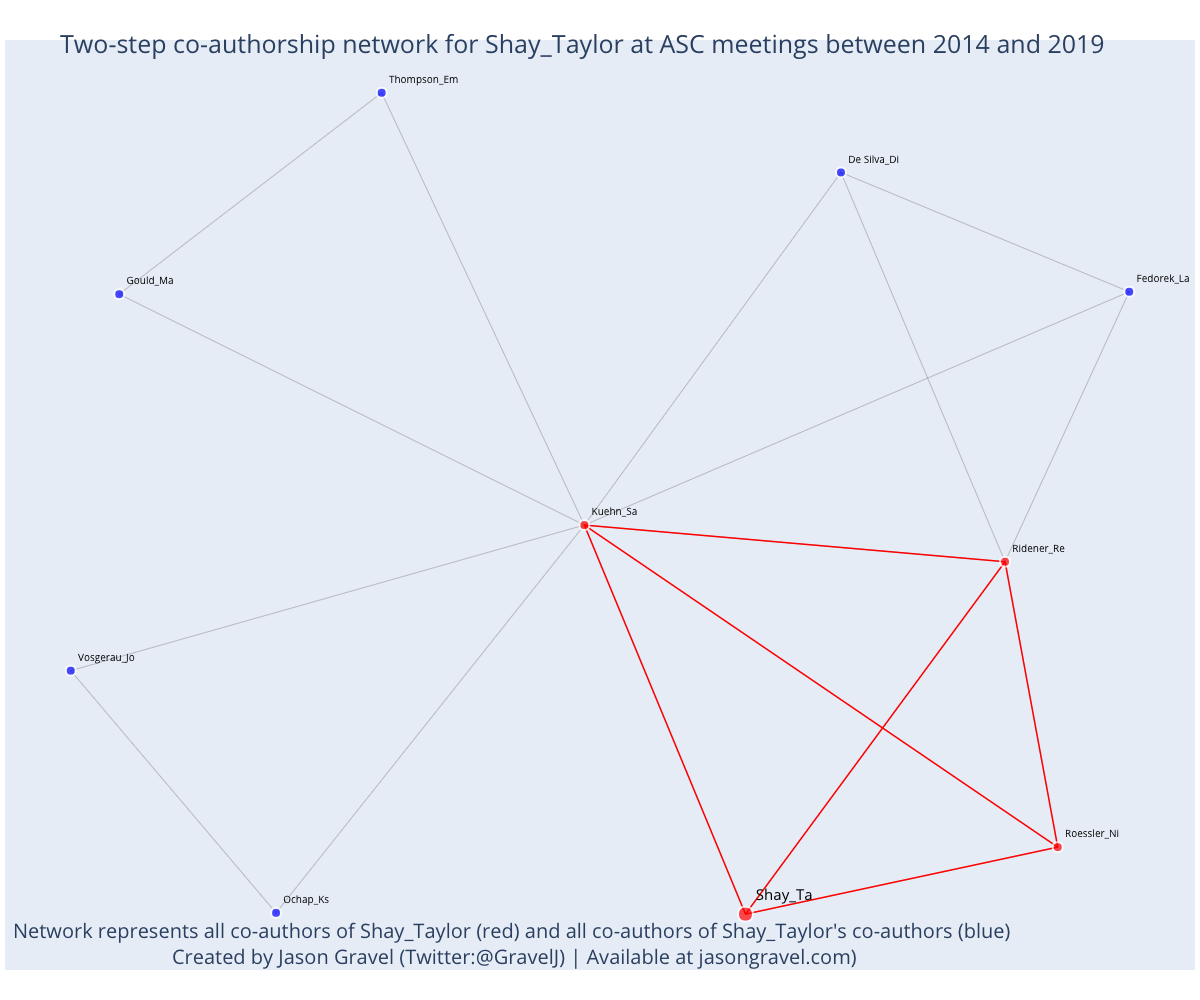 Two-step co-authorship network for Shay_Taylor at ASC meetings between 2014 and 2019
Thompson_Em
De Silva_Di
Gould_Ma
Fedorek_La
Kuehn_Sa
Ridener_Re
Vosgerau_Jo
Roessler_Ni
Shay_Ta
Ochap_Ks
Network represents all co-authors of Shay_Taylor (red) and all co-authors of Shay_Taylor's co-authors (blue)
Created by Jason Gravel (Twitter:@GravelJ) | Available at jasongravel.com)